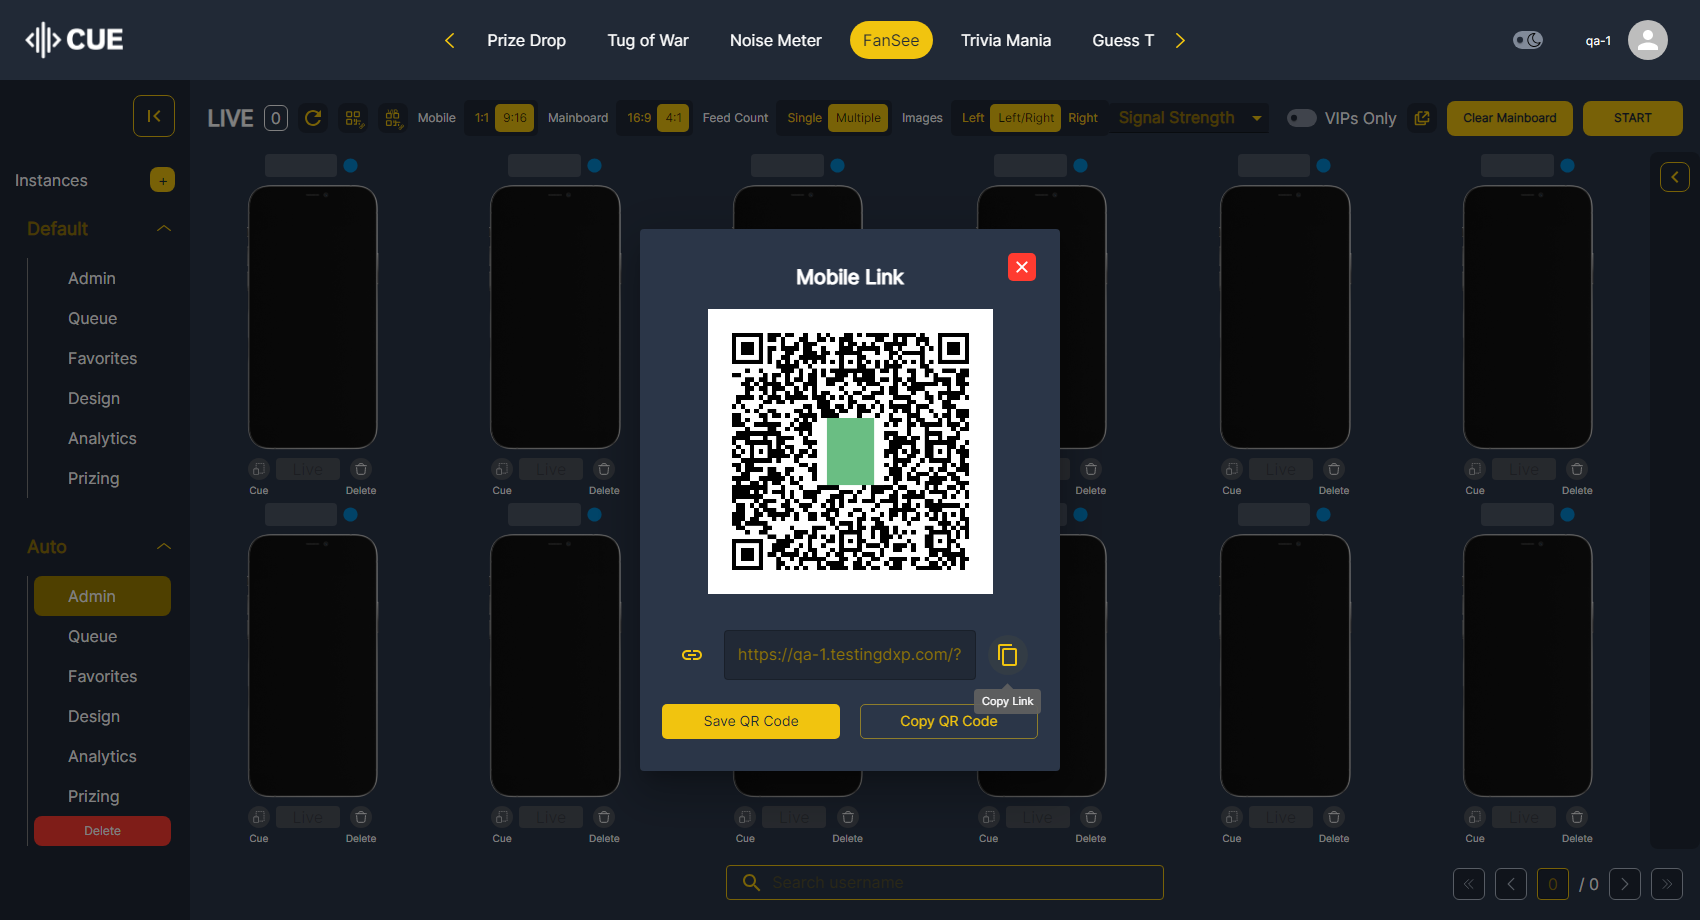 CUE
Prize Drop Tug of War Noise Meter FanSee Trivia Mania Guess T
qa-1
LIVE 0 Mobile 1:1 9:16 Mainboard 16:9 4:1 Feed Count Single Multiple Images Left Left/Right Right Signal Strength VIPs Only Clear Mainboard START
Instances +
Default
Admin
Queue
Favorites
Design
Analytics
Prizing
Auto
Admin
Queue
Favorites
Design
Analytics
Prizing
Delete
Mobile Link
https://qa-1.testingdxp.com/?
Copy Link
Save QR Code Copy QR Code
Live Live Live Live
Cue Delete Cue Delete Delete Cue Delete Cue Delete
Live Live Live Live Live Live
Cue Delete Cue Delete Cue Delete Cue Delete Cue Delete Cue Delete
Search username
0 / 0